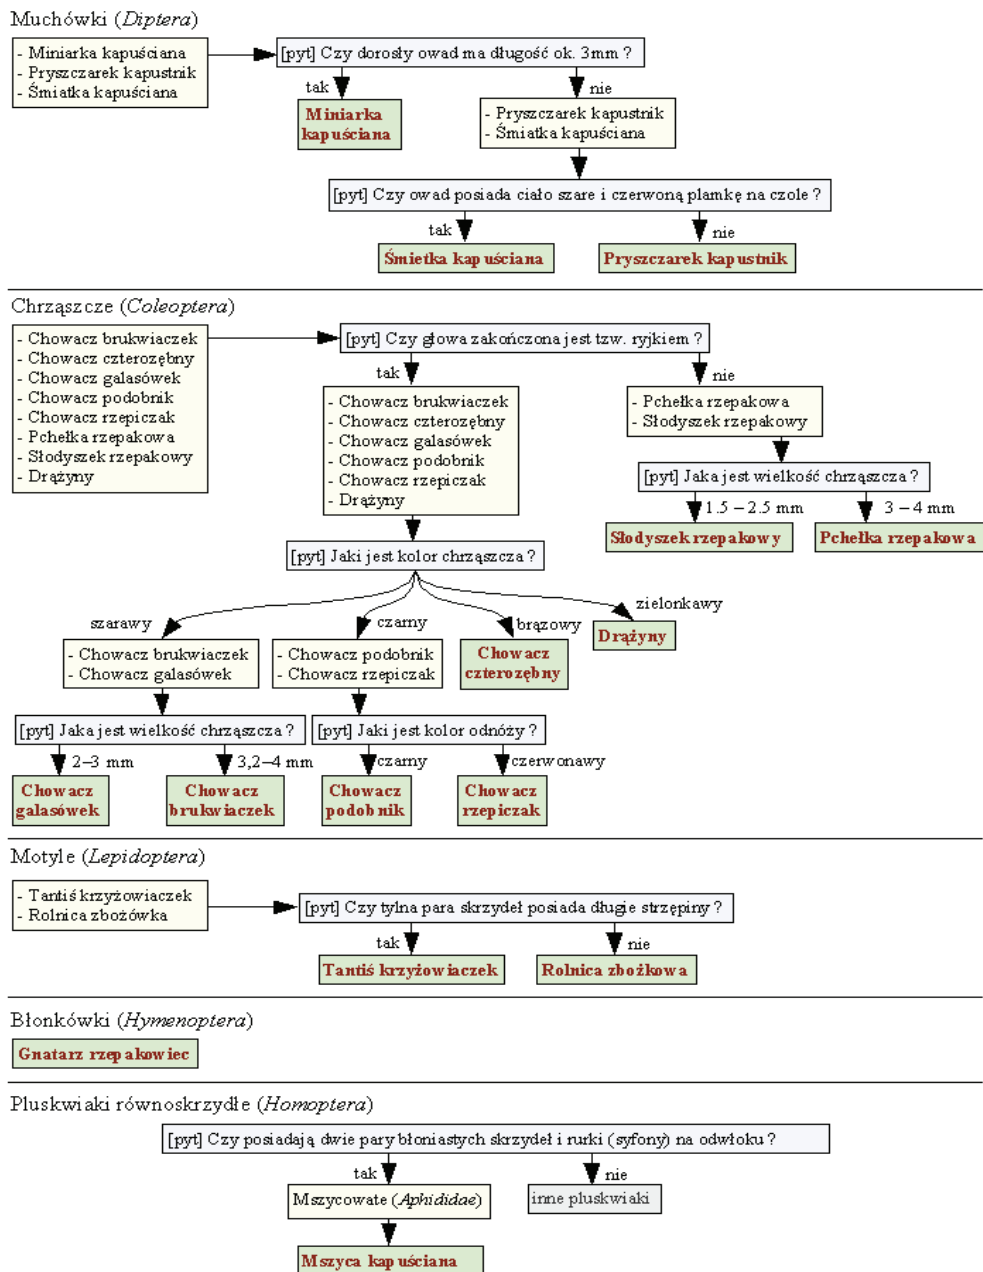 Muchówki (Diptera)
- Miniarka kapuściana
- Pryszczarek kapustnik
- Śmiatka kapuściana
[pyt] Czy dorosły owad ma długość ok. 3mm ?
tak
nie
Miniarka
kapuściana
- Pryszczarek kapustnik
- Śmiatka kapuściana
[pyt] Czy owad posiada ciało szare i czerwoną plamkę na czole ?
tak
nie
Śmietka kapuściana
Pryszczarek kapustnik
Chrząszcze (Coleoptera)
- Chowacz brukwiaczek
- Chowacz czterozębny
- Chowacz galasówek
- Chowacz podobnik
- Chowacz rzepiczak
- Pchełka rzepakowa
- Słodyszek rzepakowy
- Drążyny
[pyt] Czy głowa zakończona jest tzw. ryjkiem ?
tak
nie
- Chowacz brukwiaczek
- Chowacz czterozębny
- Chowacz galasówek
- Chowacz podobnik
- Chowacz rzepiczak
- Drążyny
- Pchełka rzepakowa
- Słodyszek rzepakowy
[pyt] Jaka jest wielkość chrząszcza ?
1.5 – 2.5 mm
3 – 4 mm
Słodyszek rzepakowy
Pchełka rzepakowa
[pyt] Jaki jest kolor chrząszcza ?
szarawy
czarny
brązowy
zielonkawy
- Chowacz brukwiaczek
- Chowacz galasówek
- Chowacz podobnik
- Chowacz rzepiczak
Chowacz
czterozębny
Drążyny
[pyt] Jaka jest wielkość chrząszcza ?
[pyt] Jaki jest kolor odnóży ?
2–3 mm
3,2–4 mm
czarny
czerwonawy
Chowacz
galasówek
Chowacz
brukwiaczek
Chowacz
podobnik
Chowacz
rzepiczak
Motyle (Lepidoptera)
- Tantiś krzyżowiaczek
- Rolnica zbożówka
[pyt] Czy tylna para skrzydeł posiada długie strzępiny ?
tak
nie
Tantiś krzyżowiaczek
Rolnica zbożkowa
Błonkówki (Hymenoptera)
Gnatarz rzepakowiec
Pluskwiaki równoskrzydłe (Homoptera)
[pyt] Czy posiadają dwie pary błoniastych skrzydeł i rurki (syfony) na odwłoku ?
tak
nie
Mszycowate (Aphididae)
inne pluskwiaki
Mszyca kapuściana